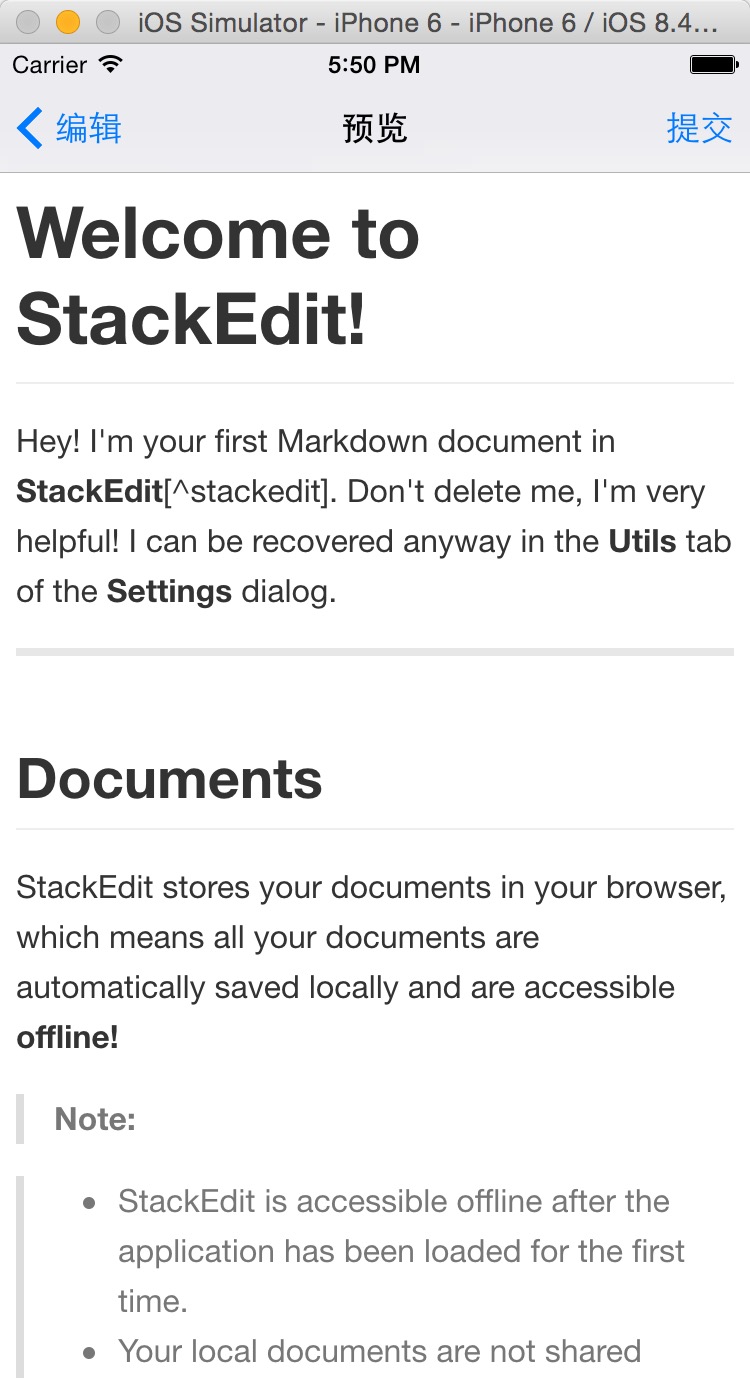 iOS Simulator - iPhone 6 - iPhone 6 / iOS 8.4...
Carrier 5:50 PM
编辑 预览 提交
Welcome to
StackEdit!
Hey! I'm your first Markdown document in
StackEdit[^stackedit]. Don't delete me, I'm very
helpful! I can be recovered anyway in the Utils tab
of the Settings dialog.
Documents
StackEdit stores your documents in your browser,
which means all your documents are
automatically saved locally and are accessible
offline!
Note:
• StackEdit is accessible offline after the
application has been loaded for the first
time.
• Your local documents are not shared